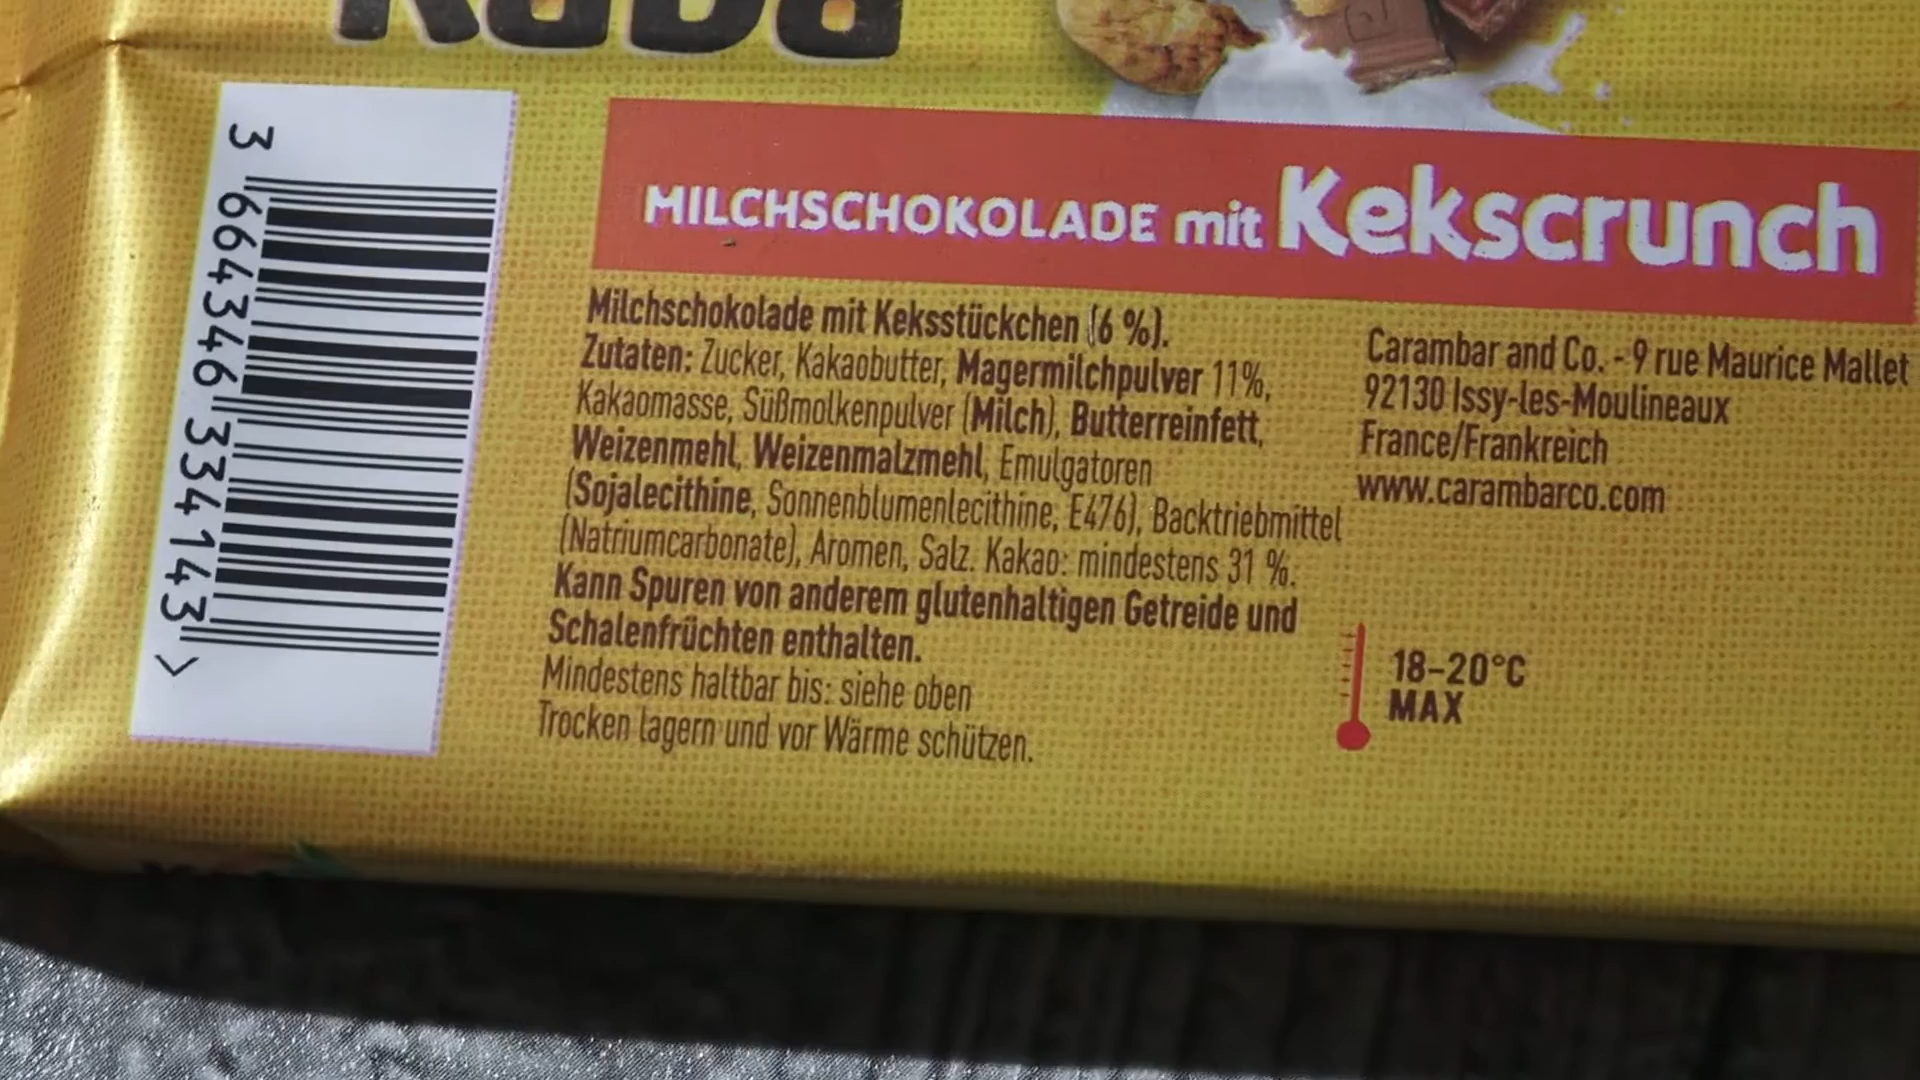 MILCHSCHOKOLADE mit Kekscrunch
Milchschokolade mit Keksstückchen (6 %).
Zutaten: Zucker, Kakaobutter, Magermilchpulver 11%,
Kakaomasse, Süßmolkenpulver (Milch), Butterreinfett,
Weizenmehl, Weizenmalzmehl, Emulgatoren
(Sojalecithine, Sonnenblumenlecithine, E476), Backtriebmittel
(Natriumcarbonate), Aromen, Salz. Kakao: mindestens 31 %.
Kann Spuren von anderem glutenhaltigen Getreide und
Schalenfrüchten enthalten.
Mindestens haltbar bis: siehe oben
Trocken lagern und vor Wärme schützen.
Carambar and Co. - 9 rue Maurice Mallet
92130 Issy-les-Moulineaux
France/Frankreich
www.carambarco.com
18-20°C
MAX
3 664346 334143 >